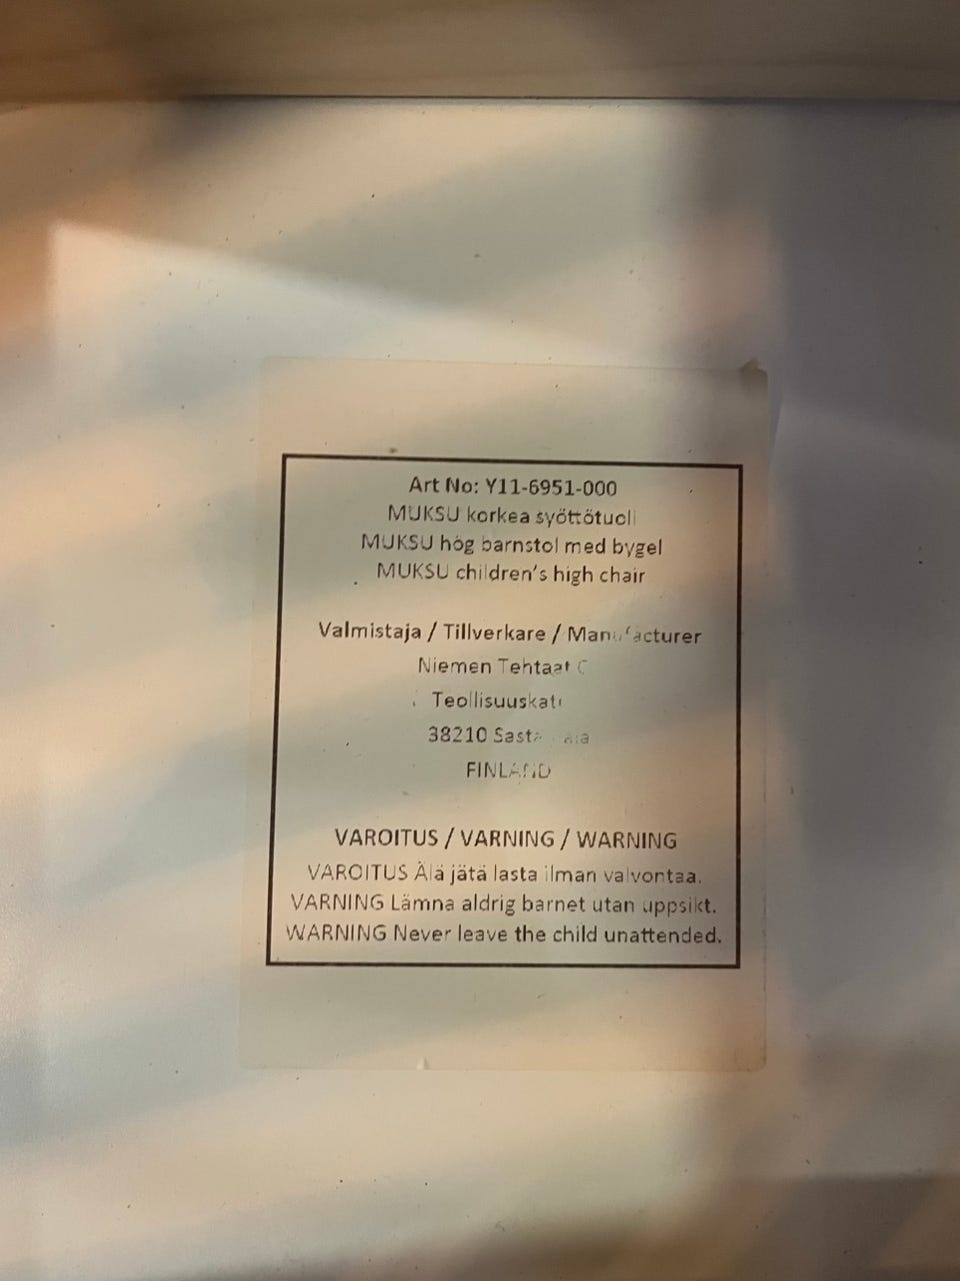 Art No: Y11-6951-000
MUKSU korkea syöttötuoli
MUKSU hög barnstol med bygel
MUKSU children's high chair
Valmistaja / Tillverkare / Manufacturer
Niemen Tehtaat
38210
FINLAND
VAROITUS / VARNING / WARNING
VAROITUS Älä jätä lasta ilman valvontaa.
VARNING Lämna aldrig barnet utan uppsikt.
WARNING Never leave the child unattended.